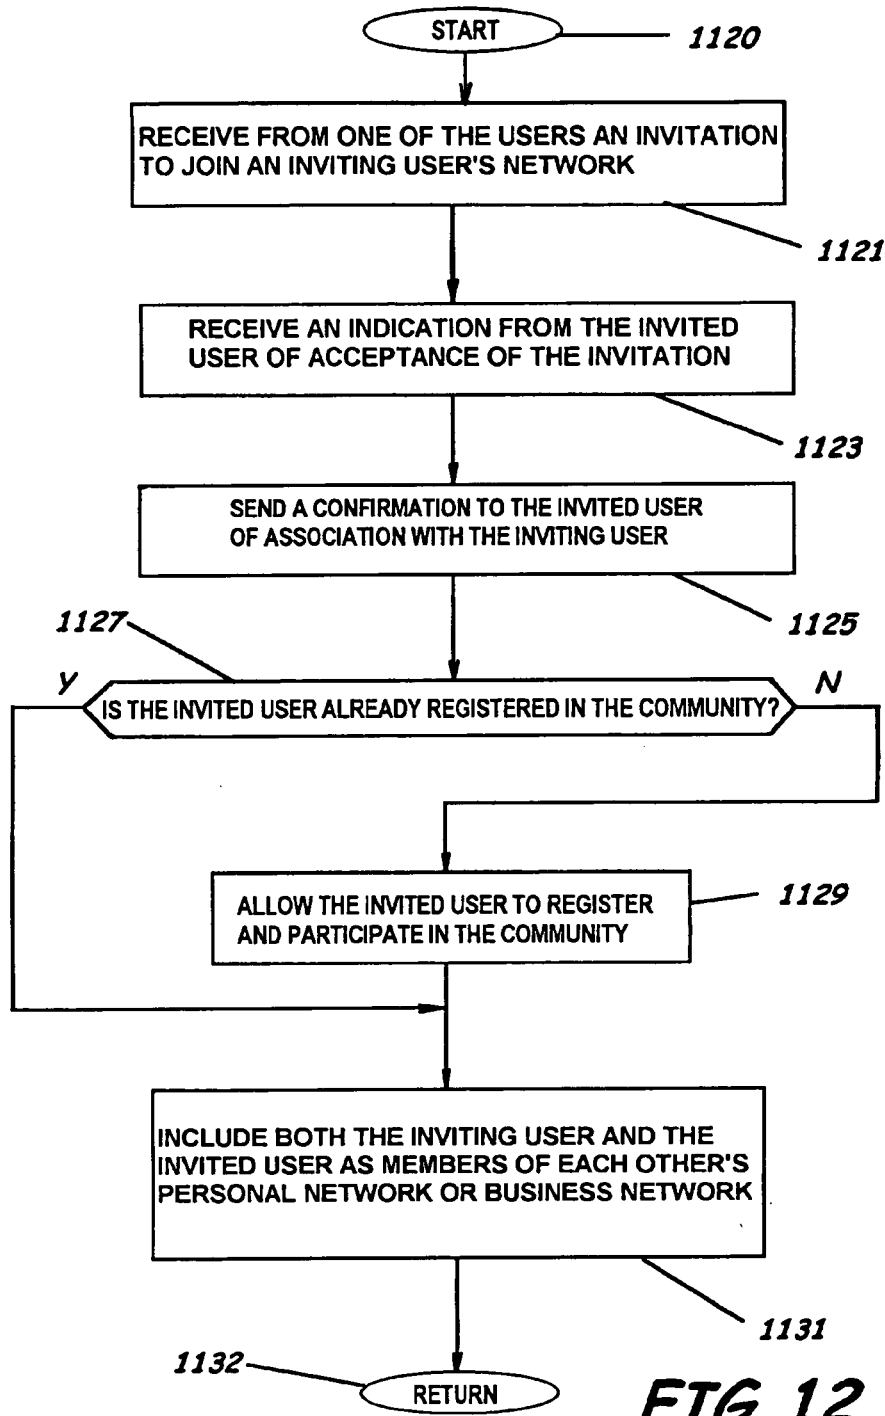 START
1120
RECEIVE FROM ONE OF THE USERS AN INVITATION
TO JOIN AN INVITING USER'S NETWORK
1121
RECEIVE AN INDICATION FROM THE INVITED
USER OF ACCEPTANCE OF THE INVITATION
1123
SEND A CONFIRMATION TO THE INVITED USER
OF ASSOCIATION WITH THE INVITING USER
1125
1127
Y
IS THE INVITED USER ALREADY REGISTERED IN THE COMMUNITY?
N
ALLOW THE INVITED USER TO REGISTER
AND PARTICIPATE IN THE COMMUNITY
1129
INCLUDE BOTH THE INVITING USER AND THE
INVITED USER AS MEMBERS OF EACH OTHER'S
PERSONAL NETWORK OR BUSINESS NETWORK
1131
1132
RETURN
FIG 12